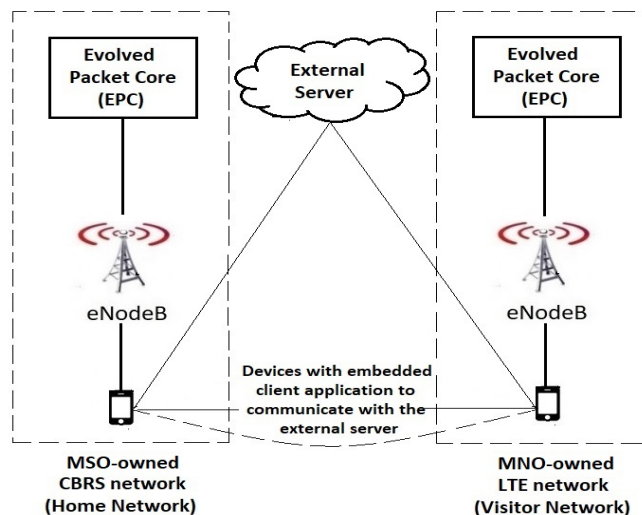 Evolved
Packet Core
(EPC)
External
Server
Evolved
Packet Core
(EPC)
eNodeB
eNodeB
Devices with embedded
client application to
communicate with the
external server
MSO-owned
CBRS network
(Home Network)
MNO-owned
LTE network
(Visitor Network)